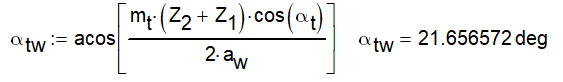 α_tw := acos[ m_t·(Z_2 + Z_1)·cos(α_t) / 2·a_w ]   α_tw = 21.656572 deg